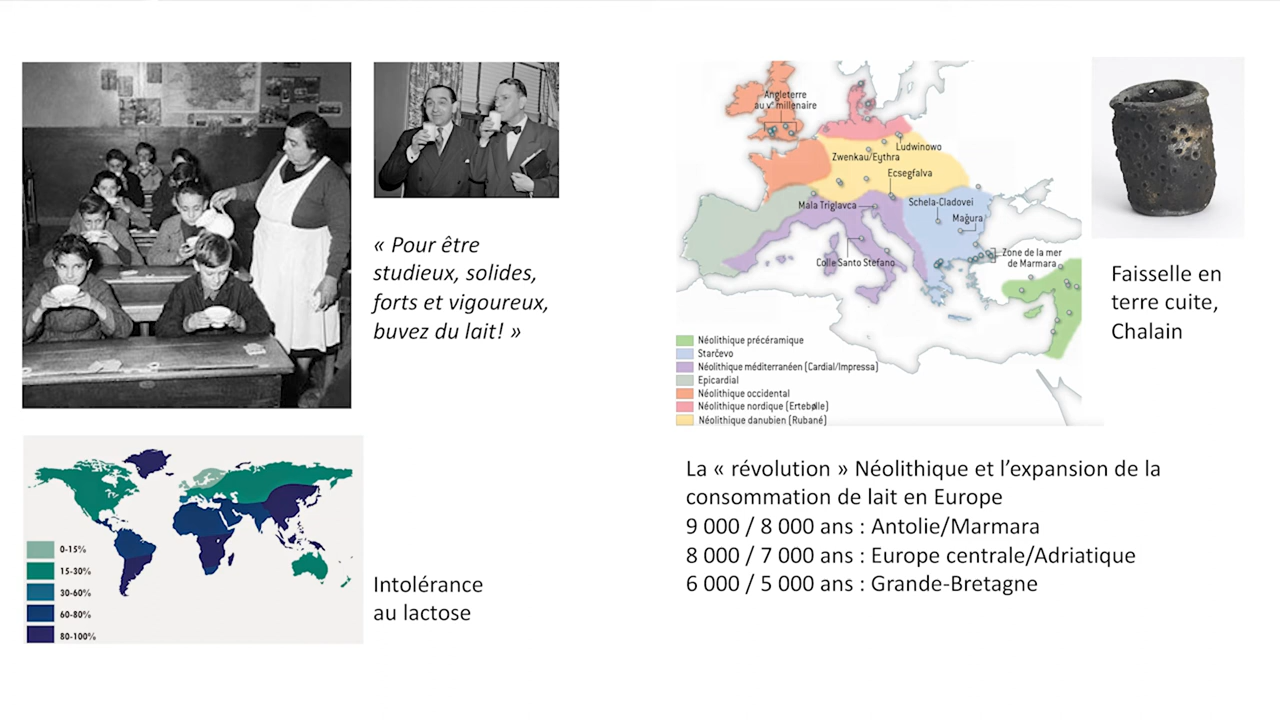 « Pour être
studieux, solides,
forts et vigoureux,
buvez du lait! »
0-15%
15-30%
30-60%
60-80%
80-100%
Intolérance
au lactose
Angleterre
au vᵉ millénaire
Ludwinowo
Zwenkau/Eythra
Ecsegfalva
Mala Triglavca
Schela-Cladovei
Magura
Colle Santo Stefano
Zone de la mer
de Marmara
Néolithique précéramique
Starčevo
Néolithique méditerranéen (Cardial/Impressa)
Epicardial
Néolithique occidental
Néolithique nordique (Ertebølle)
Néolithique danubien (Rubané)
Faisselle en
terre cuite,
Chalain
La « révolution » Néolithique et l’expansion de la
consommation de lait en Europe
9 000 / 8 000 ans : Antolie/Marmara
8 000 / 7 000 ans : Europe centrale/Adriatique
6 000 / 5 000 ans : Grande-Bretagne